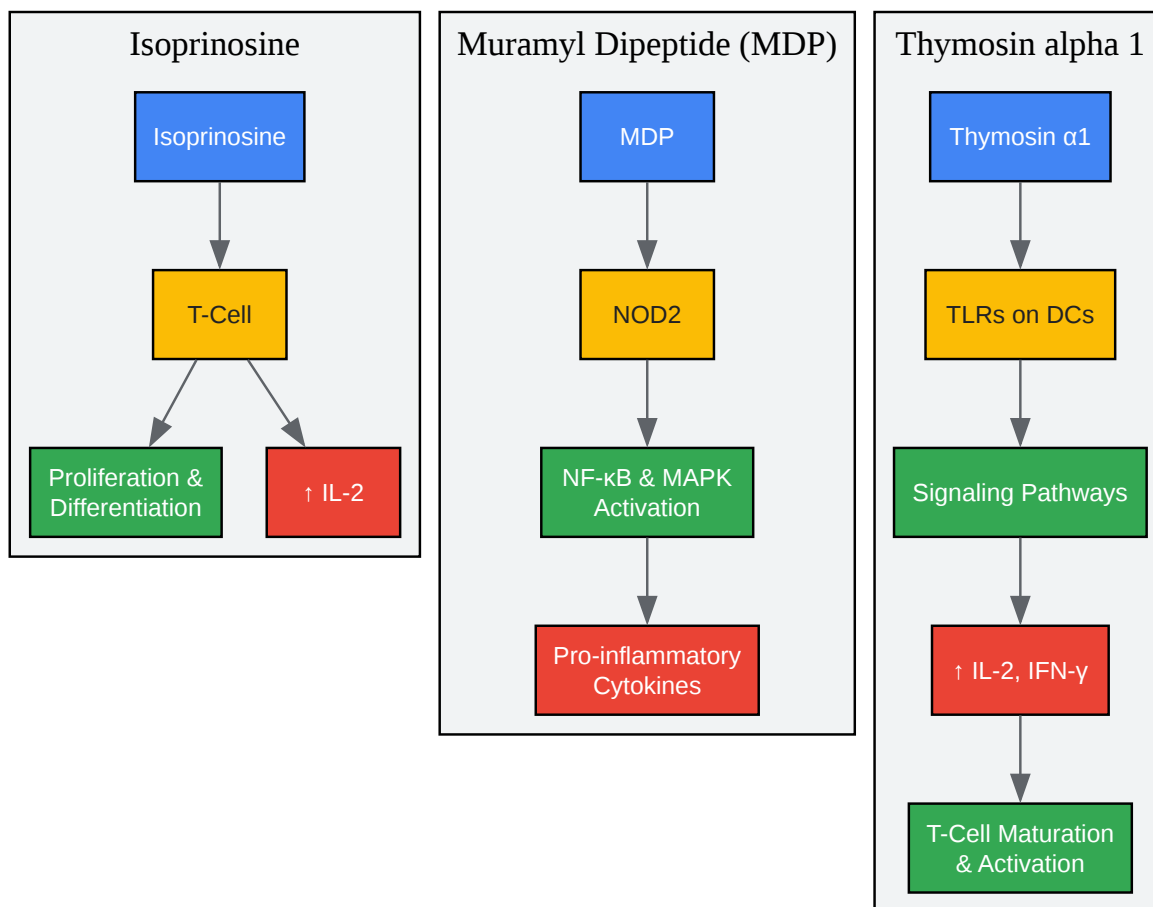 Isoprinosine
Isoprinosine
T-Cell
Proliferation &
Differentiation
↑ IL-2
Muramyl Dipeptide (MDP)
MDP
NOD2
NF-κB & MAPK
Activation
Pro-inflammatory
Cytokines
Thymosin alpha 1
Thymosin α1
TLRs on DCs
Signaling Pathways
↑ IL-2, IFN-γ
T-Cell Maturation
& Activation